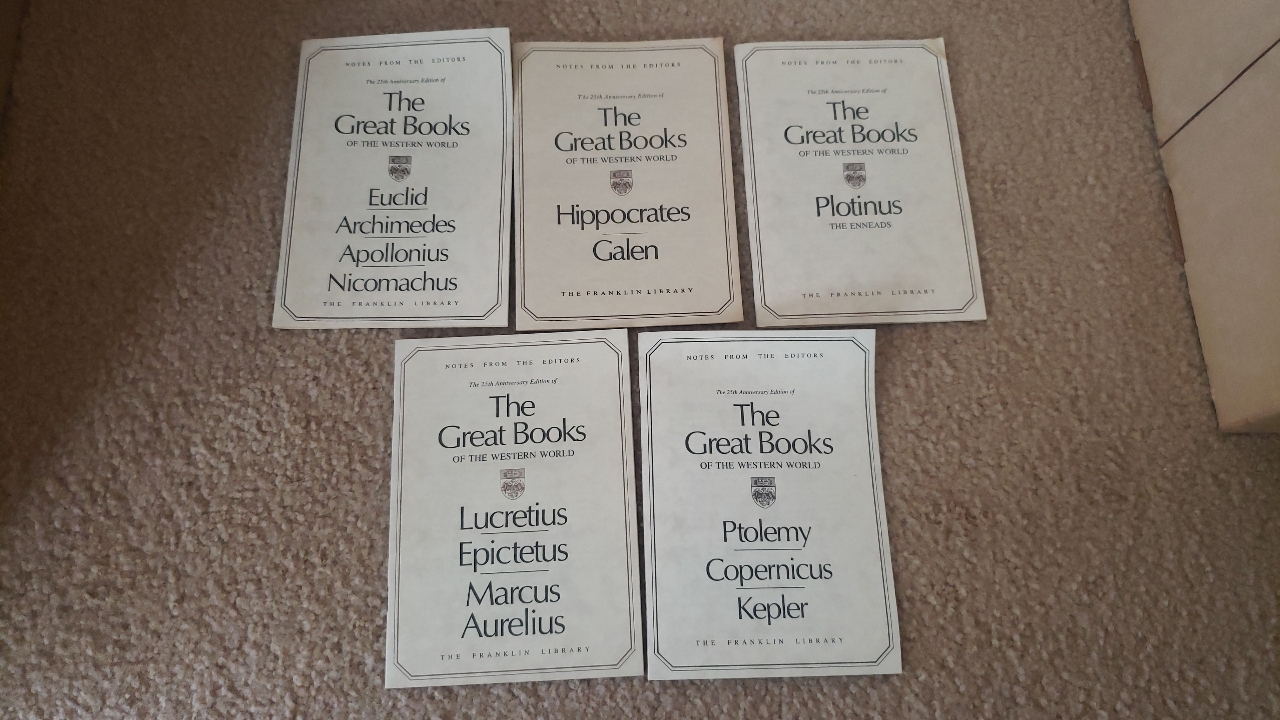 NOTES FROM THE EDITORS
The 25th Anniversary Edition of
The
Great Books
OF THE WESTERN WORLD
Euclid
Archimedes
Apollonius
Nicomachus
THE FRANKLIN LIBRARY
NOTES FROM THE EDITORS
The 25th Anniversary Edition of
The
Great Books
OF THE WESTERN WORLD
Hippocrates
Galen
THE FRANKLIN LIBRARY
NOTES FROM THE EDITORS
The 25th Anniversary Edition of
The
Great Books
OF THE WESTERN WORLD
Plotinus
THE ENNEADS
THE FRANKLIN LIBRARY
NOTES FROM THE EDITORS
The 25th Anniversary Edition of
The
Great Books
OF THE WESTERN WORLD
Lucretius
Epictetus
Marcus
Aurelius
THE FRANKLIN LIBRARY
NOTES FROM THE EDITORS
The 25th Anniversary Edition of
The
Great Books
OF THE WESTERN WORLD
Ptolemy
Copernicus
Kepler
THE FRANKLIN LIBRARY